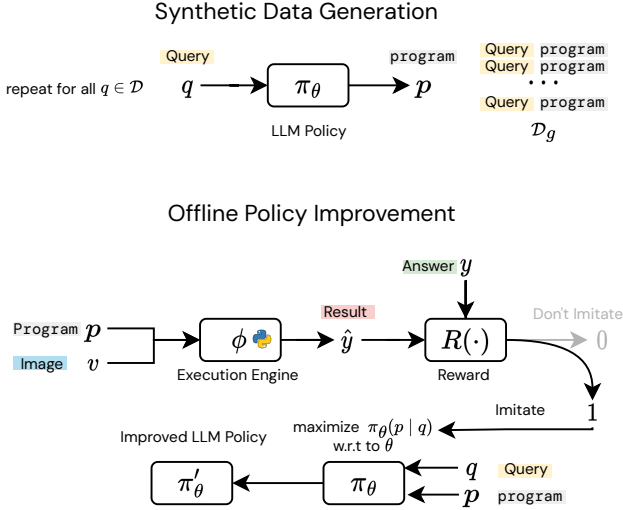 Synthetic Data Generation
Query
program
repeat for all q ∈ 𝒟
q
π_θ
p
LLM Policy
Query program
Query program
...
Query program
𝒟_g
Offline Policy Improvement
Answer y
Result
Don't Imitate
Program p
Image v
ϕ
ŷ
R(·)
0
Execution Engine
Reward
Imitate
1
maximize π_θ(p | q)
w.r.t to θ
Improved LLM Policy
π′_θ
π_θ
q Query
p program